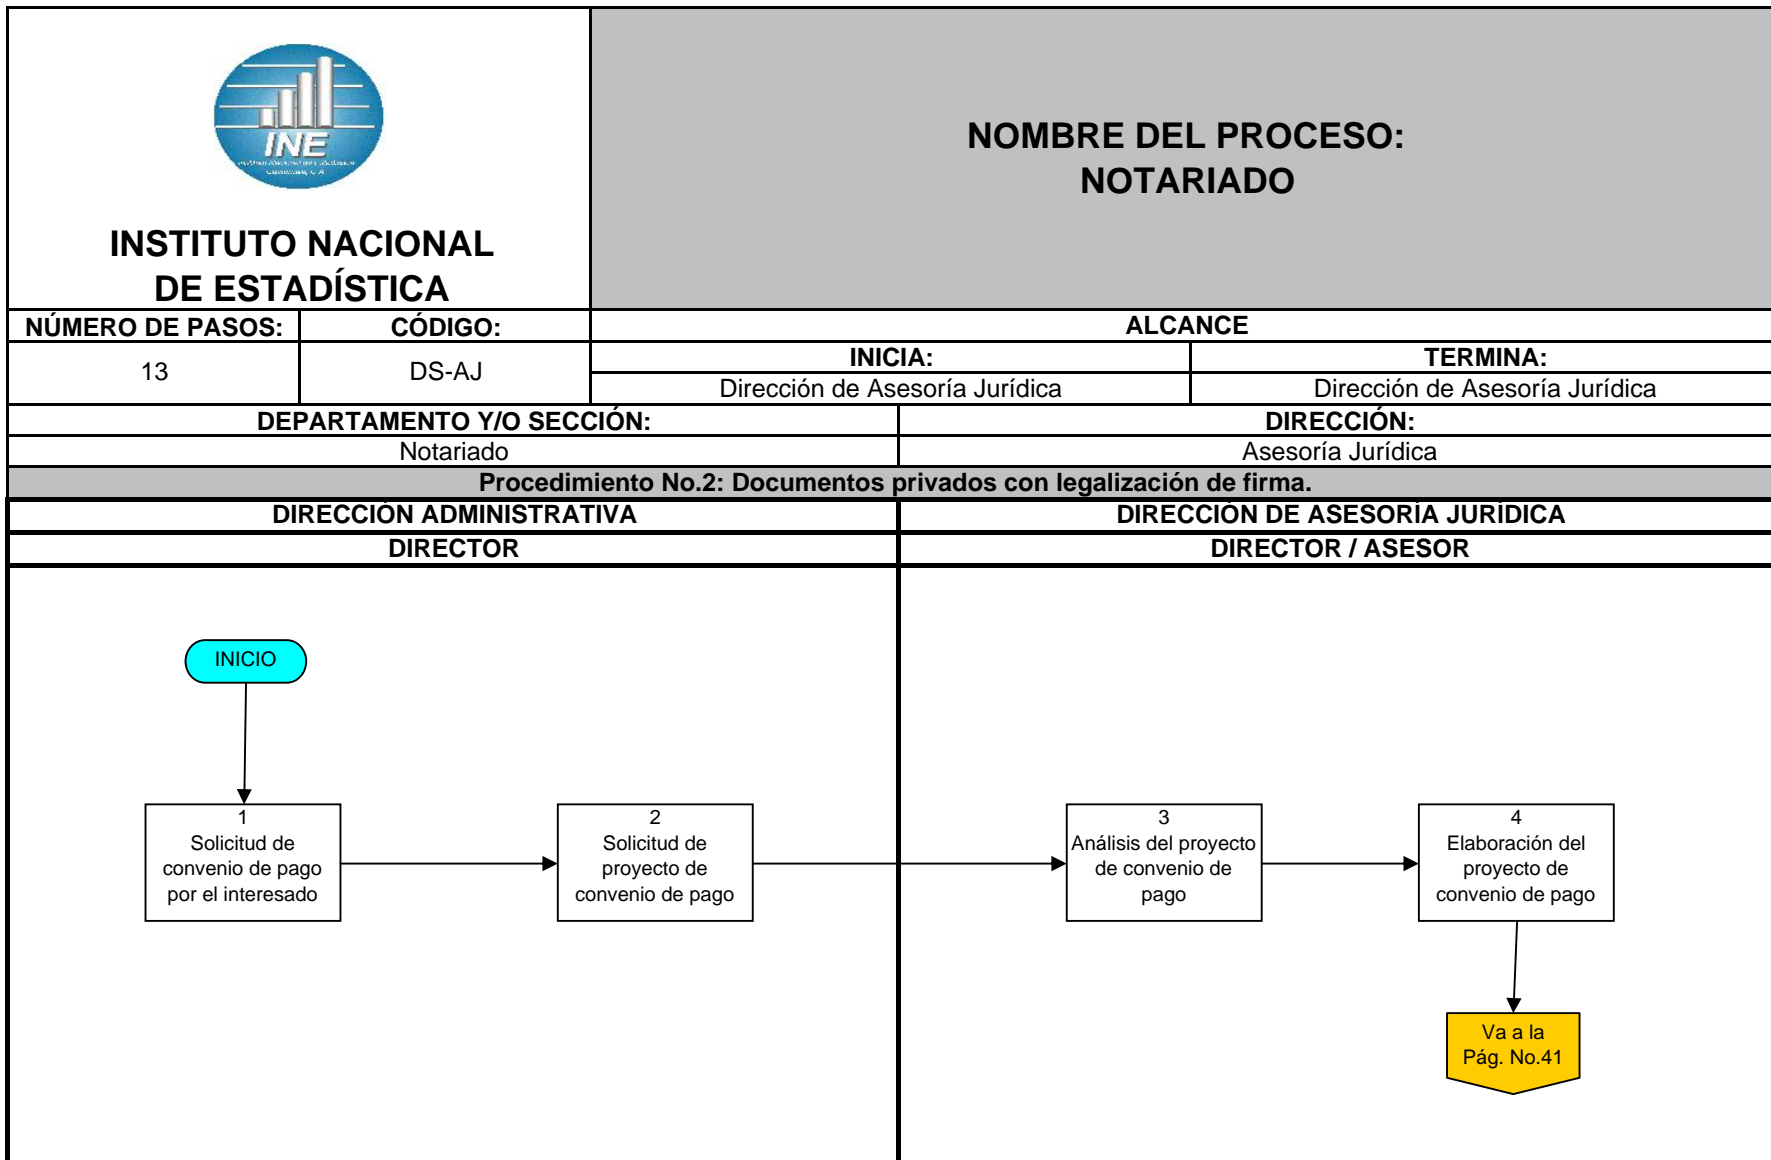 INE
NOMBRE DEL PROCESO:
NOTARIADO
INSTITUTO NACIONAL
DE ESTADÍSTICA
NÚMERO DE PASOS:
CÓDIGO:
ALCANCE
13
DS-AJ
INICIA:
TERMINA:
Dirección de Asesoría Jurídica
Dirección de Asesoría Jurídica
DEPARTAMENTO Y/O SECCIÓN:
DIRECCIÓN:
Notariado
Asesoría Jurídica
Procedimiento No.2: Documentos privados con legalización de firma.
DIRECCIÓN ADMINISTRATIVA
DIRECCIÓN DE ASESORÍA JURÍDICA
DIRECTOR
DIRECTOR / ASESOR
INICIO
1
Solicitud de
convenio de pago
por el interesado
2
Solicitud de
proyecto de
convenio de pago
3
Análisis del proyecto
de convenio de
pago
4
Elaboración del
proyecto de
convenio de pago
Va a la
Pág. No.41